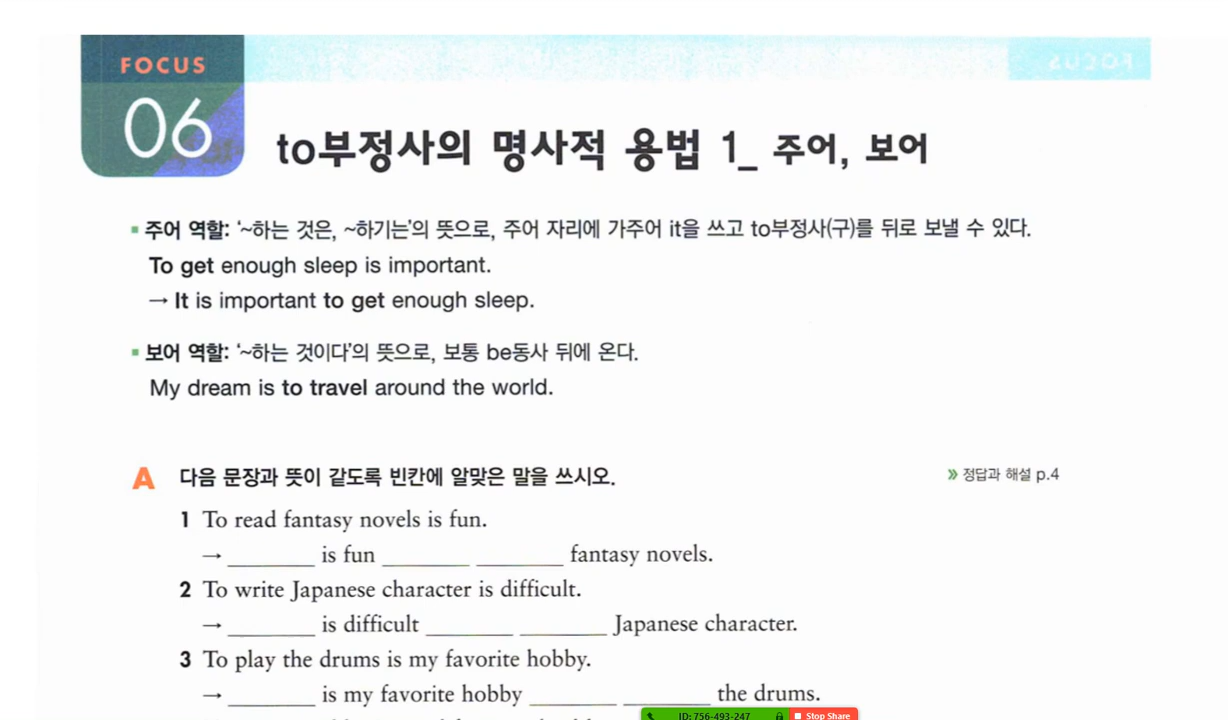 FOCUS
06
to부정사의 명사적 용법 1_ 주어, 보어
▪ 주어 역할: ‘~하는 것은, ~하기는’의 뜻으로, 주어 자리에 가주어 it을 쓰고 to부정사(구)를 뒤로 보낼 수 있다.
To get enough sleep is important.
→ It is important to get enough sleep.
▪ 보어 역할: ‘~하는 것이다’의 뜻으로, 보통 be동사 뒤에 온다.
My dream is to travel around the world.
A 다음 문장과 뜻이 같도록 빈칸에 알맞은 말을 쓰시오. » 정답과 해설 p.4
1 To read fantasy novels is fun.
→ ________ is fun ________ ________ fantasy novels.
2 To write Japanese character is difficult.
→ ________ is difficult ________ ________ Japanese character.
3 To play the drums is my favorite hobby.
→ ________ is my favorite hobby ________ ________ the drums.
ID: 756-493-247 Stop Share